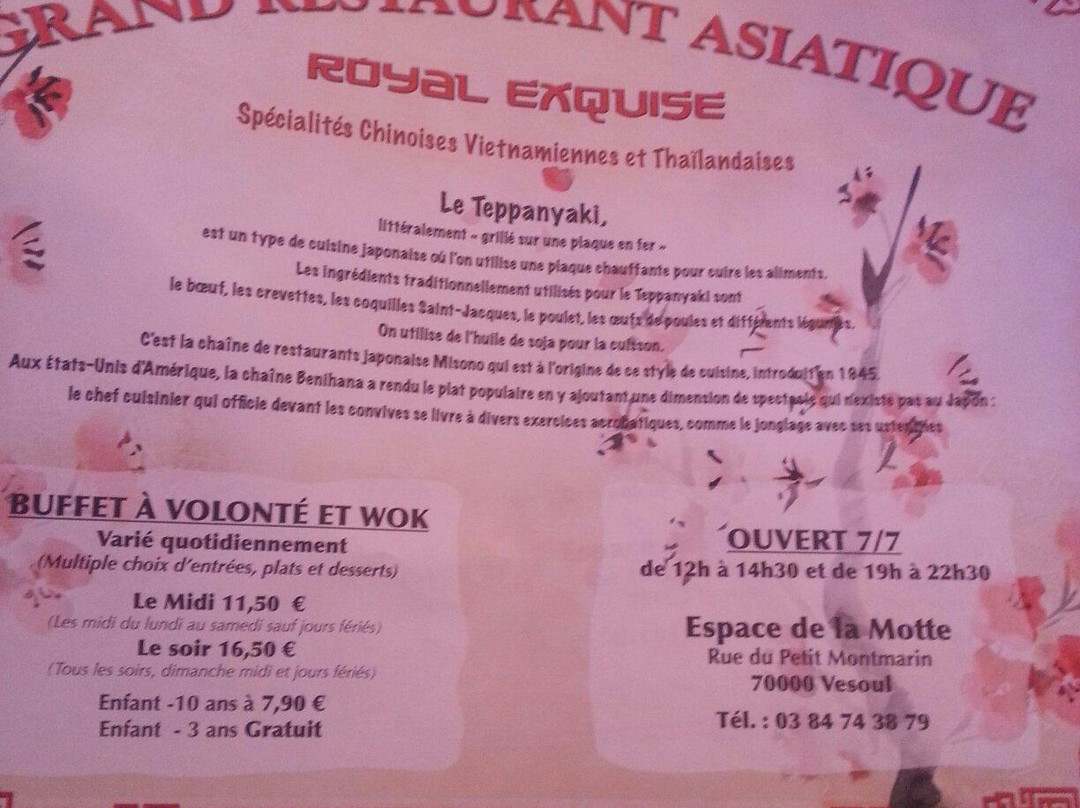 GRAND RESTAURANT ASIATIQUE
ROYAL EXQUISE
Spécialités Chinoises Vietnamiennes et Thaïlandaises
Le Teppanyaki,
littéralement « grillé sur une plaque en fer »
est un type de cuisine japonaise où l'on utilise une plaque chauffante pour cuire les aliments.
Les ingrédients traditionnellement utilisés pour le Teppanyaki sont
le bœuf, les crevettes, les coquilles Saint-Jacques, le poulet, les œufs de poules et différents légumes.
On utilise de l'huile de soja pour la cuisson.
C'est la chaîne de restaurants japonaise Misono qui est à l'origine de ce style de cuisine, introduit en 1945.
Aux États-Unis d'Amérique, la chaîne Benihana a rendu le plat populaire en y ajoutant une dimension de spectacle qui n'existe pas au Japon :
le chef cuisinier qui officie devant les convives se livre à divers exercices acrobatiques, comme le jonglage avec ses ustensiles
BUFFET À VOLONTÉ ET WOK
Varié quotidiennement
(Multiple choix d'entrées, plats et desserts)
Le Midi 11,50 €
(Les midi du lundi au samedi sauf jours fériés)
Le soir 16,50 €
(Tous les soirs, dimanche midi et jours fériés)
Enfant -10 ans à 7,90 €
Enfant - 3 ans Gratuit
OUVERT 7/7
de 12h à 14h30 et de 19h à 22h30
Espace de la Motte
Rue du Petit Montmarin
70000 Vesoul
Tél. : 03 84 74 38 79